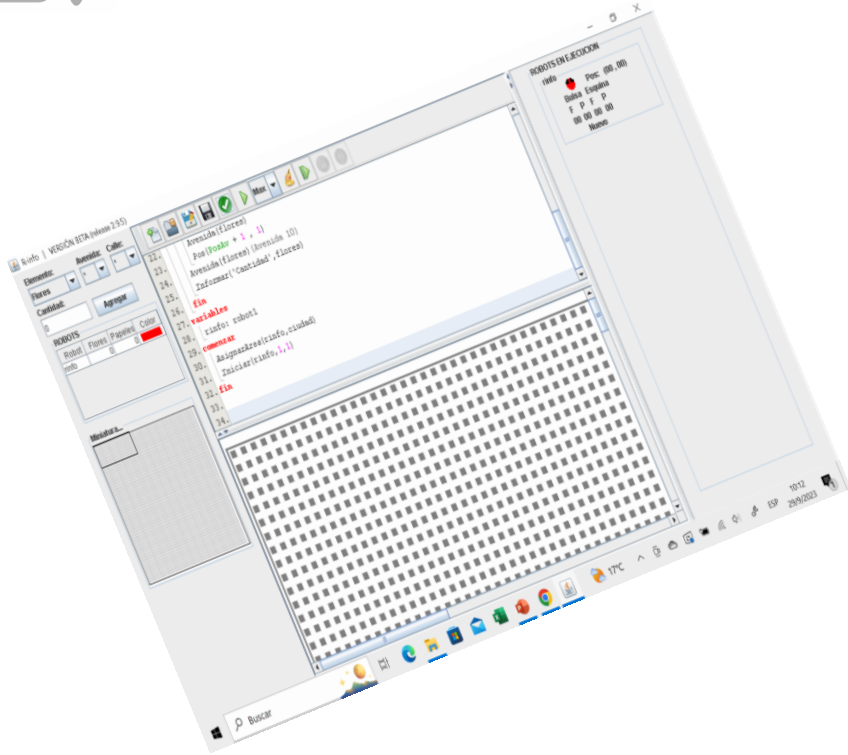 R-info | VERSIÓN BETA (release 2.9.5)
Elemento: Avenida: Calle:
Flores * *
Cantidad:
0 Agregar
ROBOTS
Robot Flores Papeles Color
rinfo 0 0
Miniatura...
Max
22. Avenida(flores)
23. Pos(PosAv + 1 , 1)
24. Avenida(flores) {Avenida 10}
25. Informar('Cantidad',flores)
26. fin
27. variables
28. rinfo: robot1
29. comenzar
30. AsignarArea(rinfo,ciudad)
31. Iniciar(rinfo,1,1)
32. fin
33.
34.
ROBOTS EN EJECUCION
rinfo Pos: (00,00)
Bolsa Esquina
F P F P
00 00 00 00
Nuevo
Buscar
17°C
ESP
10:12
29/9/2023